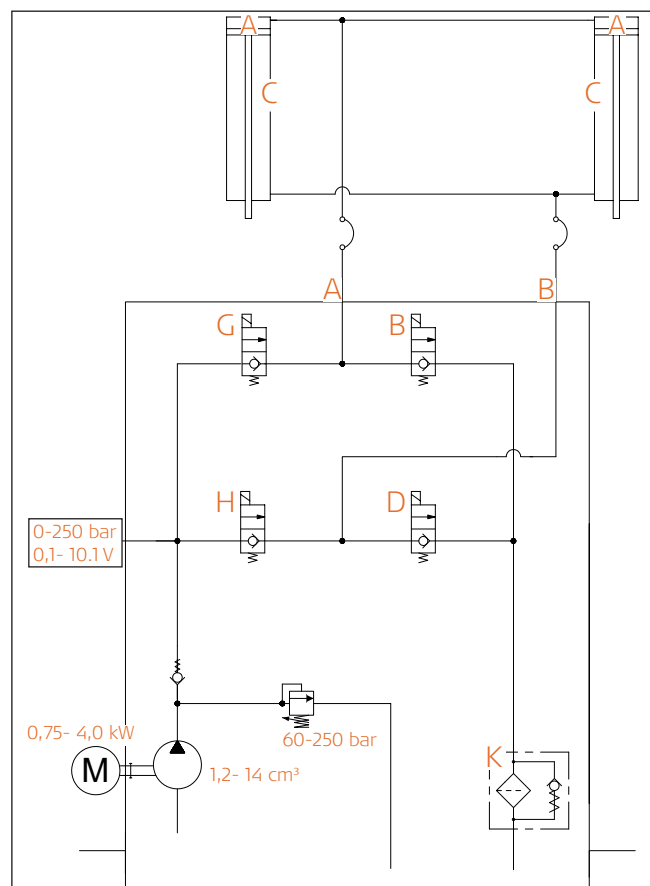 A
A
C
C
A
B
G
B
H
D
0-250 bar
0,1- 10.1 V
0,75- 4,0 kW
M
1,2- 14 cm³
60-250 bar
K